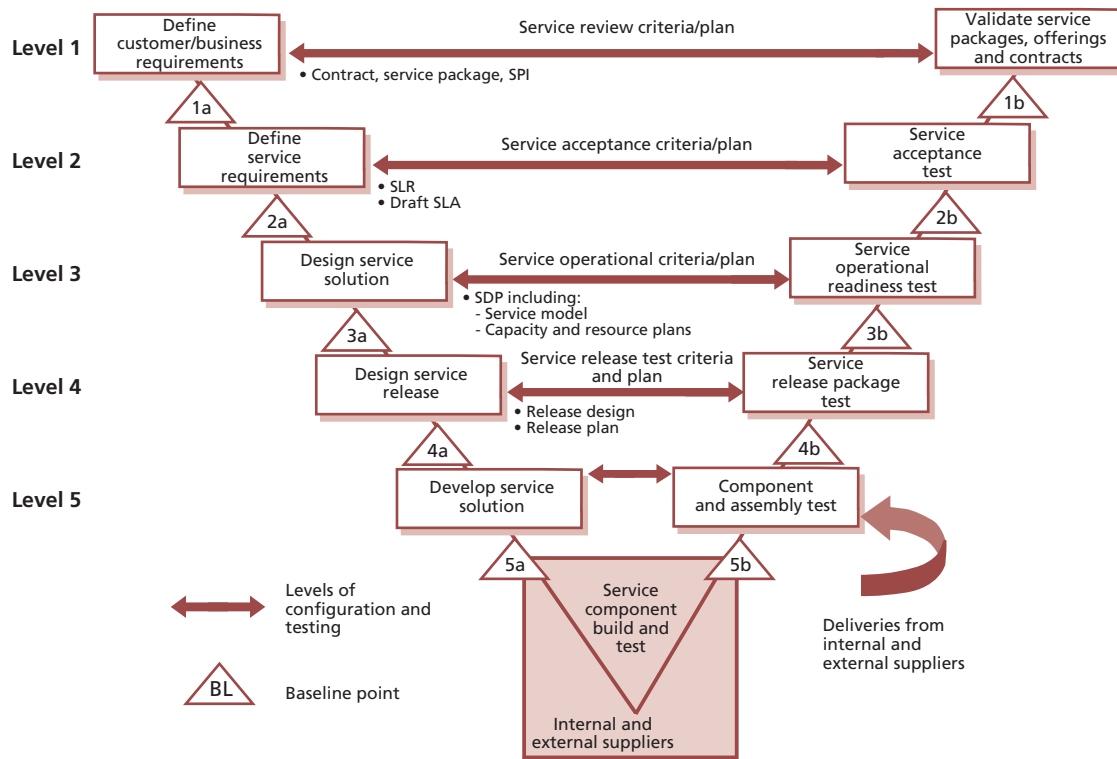 Level 1
Define
customer/business
requirements
Service review criteria/plan
• Contract, service package, SPI
Validate service
packages, offerings
and contracts
1a
1b
Level 2
Define
service
requirements
Service acceptance criteria/plan
• SLR
• Draft SLA
Service
acceptance
test
2a
2b
Level 3
Design service
solution
Service operational criteria/plan
• SDP including:
- Service model
- Capacity and resource plans
Service
operational
readiness test
3a
3b
Level 4
Design service
release
Service release test criteria
and plan
• Release design
• Release plan
Service
release package
test
4a
4b
Level 5
Develop service
solution
Component
and assembly test
5a
5b
Service
component
build and
test
Internal and
external suppliers
Deliveries from
internal and
external suppliers
Levels of
configuration and
testing
BL
Baseline point